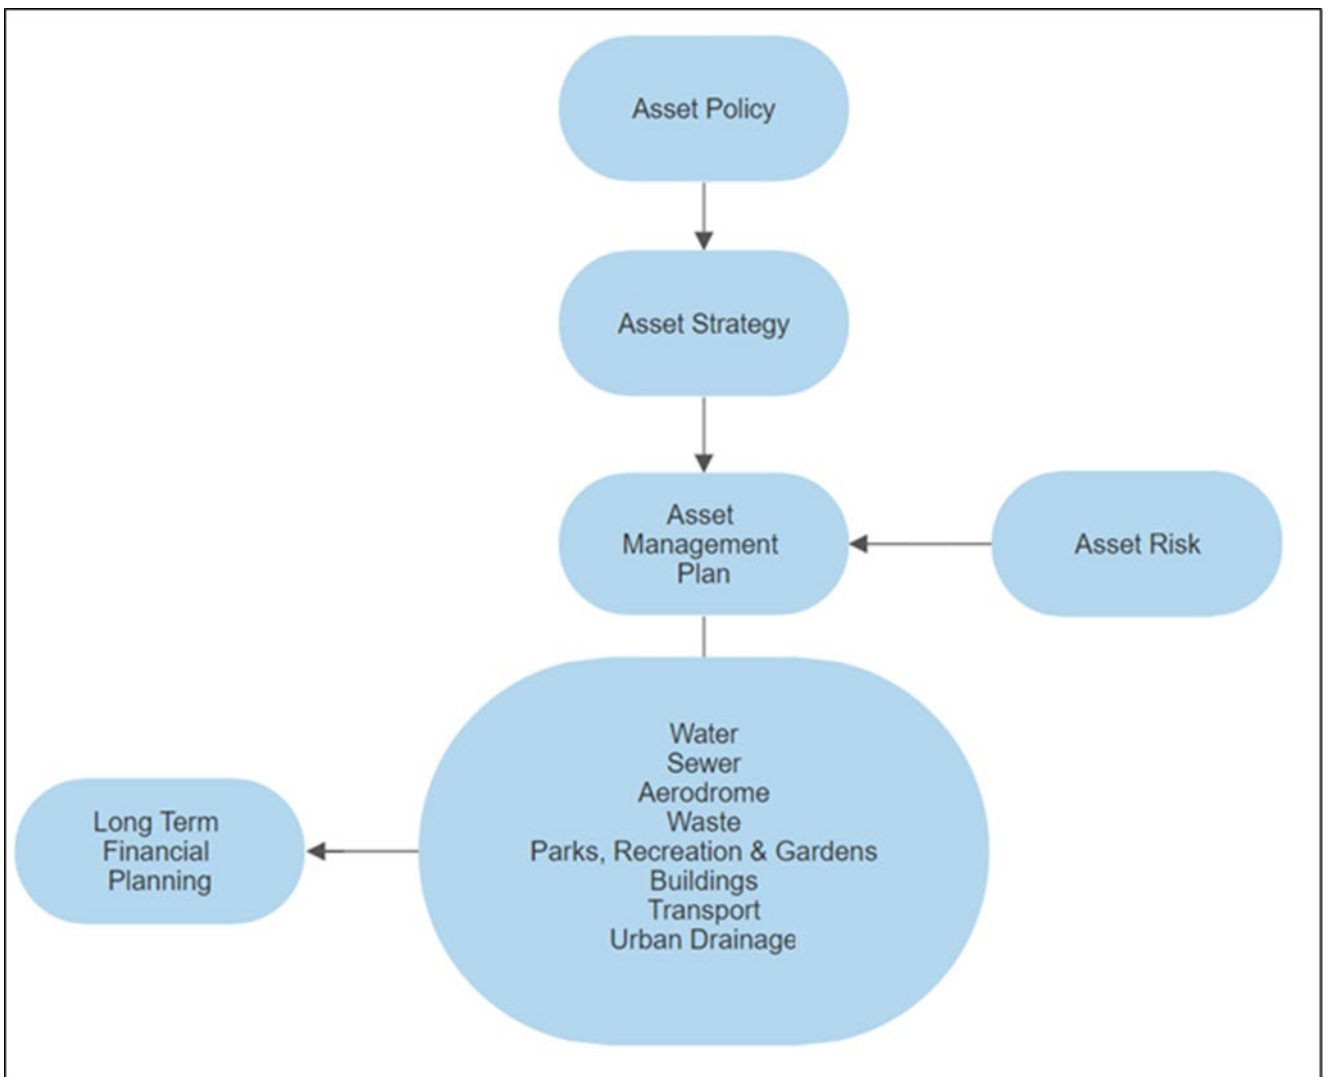 Asset Policy
Asset Strategy
Asset
Management
Plan
Asset Risk
Water
Sewer
Aerodrome
Waste
Parks, Recreation & Gardens
Buildings
Transport
Urban Drainage
Long Term
Financial
Planning